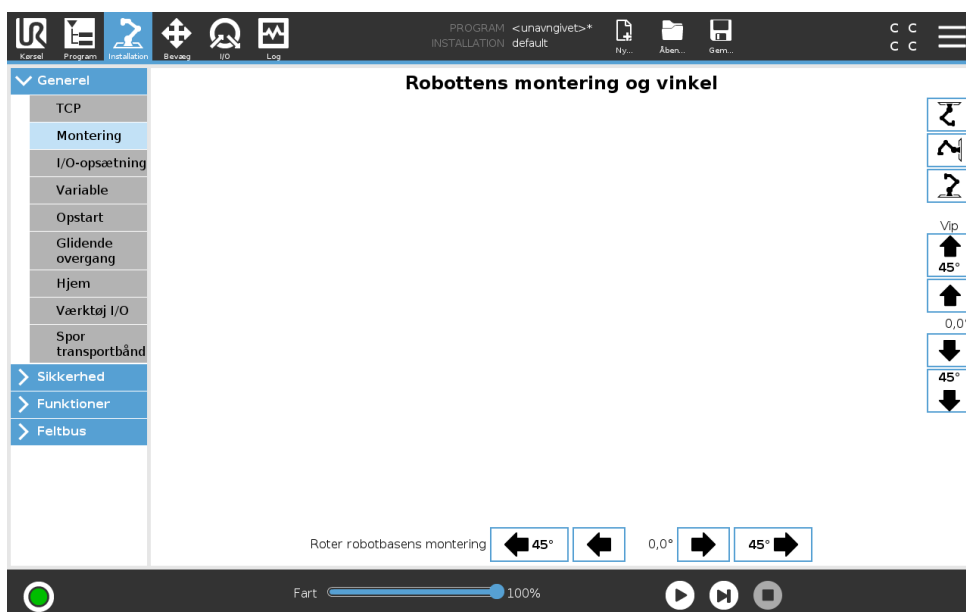 UR
Kørsel
Program
Installation
Bevæg
I/O
Log
PROGRAM <unavngivet>*
INSTALLATION default
Ny...
Åben...
Gem...
C C
C C
Generel
TCP
Montering
I/O-opsætning
Variable
Opstart
Glidende
overgang
Hjem
Værktøj I/O
Spor
transportbånd
Sikkerhed
Funktioner
Feltbus
Robottens montering og vinkel
Vip
45°
0,0°
45°
Roter robotbasens montering 45° 0,0° 45°
Fart 100%